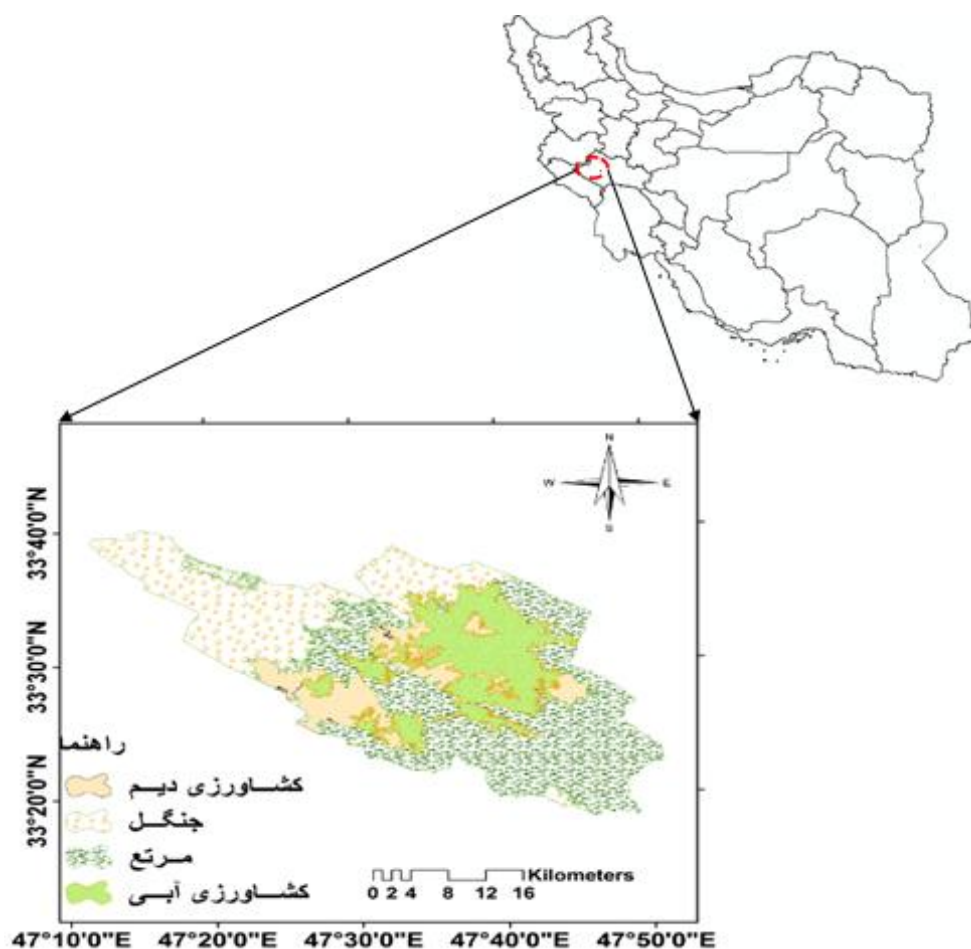 N
W E
S
33°40'0"N
33°30'0"N
33°20'0"N
راهنما
کشاورزی دیم
جنگل
مرتع
کشاورزی آبی
Kilometers
0 2 4 8 12 16
47°10'0"E 47°20'0"E 47°30'0"E 47°40'0"E 47°50'0"E